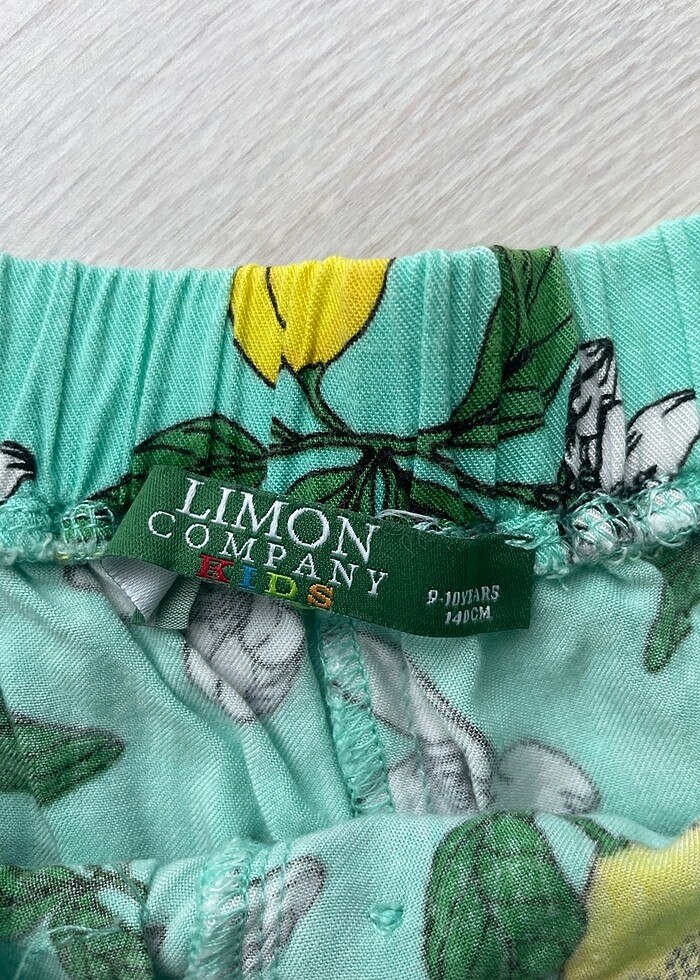 LIMON
COMPANY
KIDS
9-10YEARS
140CM